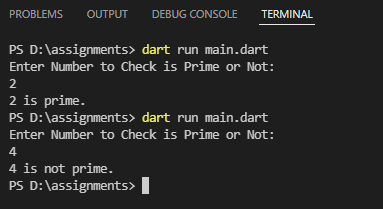 PROBLEMS OUTPUT DEBUG CONSOLE TERMINAL
PS D:\assignments> dart run main.dart
Enter Number to Check is Prime or Not:
2
2 is prime.
PS D:\assignments> dart run main.dart
Enter Number to Check is Prime or Not:
4
4 is not prime.
PS D:\assignments>